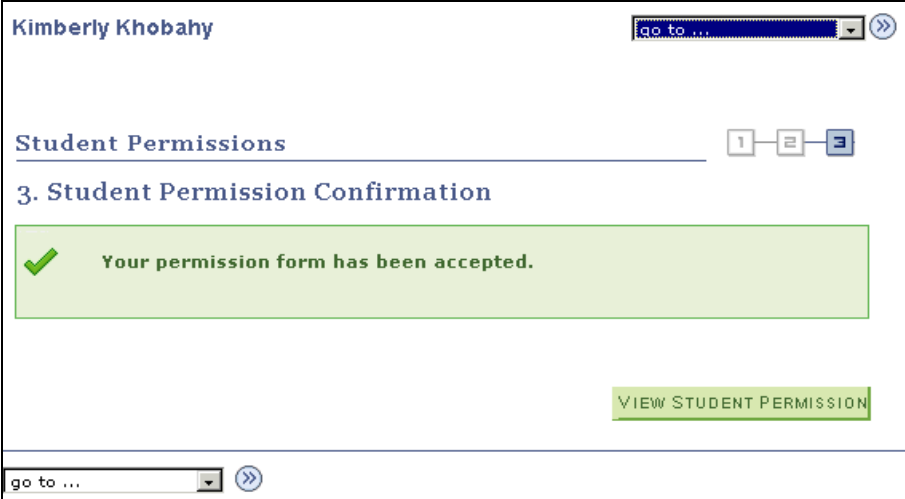 Kimberly Khobahy
go to ...
Student Permissions
1 2 3
3. Student Permission Confirmation
Your permission form has been accepted.
VIEW STUDENT PERMISSION
go to ...